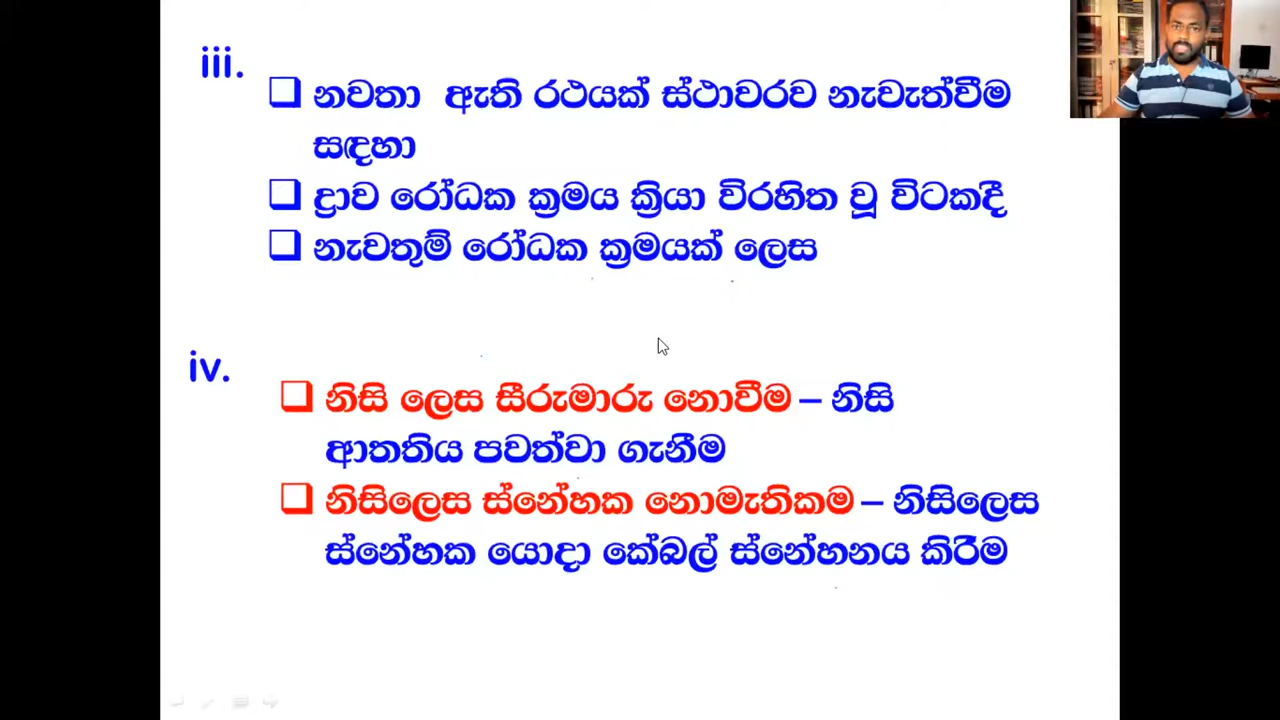 iii.
❑ නවතා ඇති රථයක් ස්ථාවරව නැවැත්වීම
සඳහා
❑ ද්‍රාව රෝධක ක්‍රමය ක්‍රියා විරහිත වූ විටකදී
❑ නැවතුම් රෝධක ක්‍රමයක් ලෙස
iv.
❑ නිසි ලෙස සීරුමාරු නොවීම – නිසි
ආතතිය පවත්වා ගැනීම
❑ නිසිලෙස ස්නේහක නොමැතිකම – නිසිලෙස
ස්නේහක යොදා කේබල් ස්නේහනය කිරීම